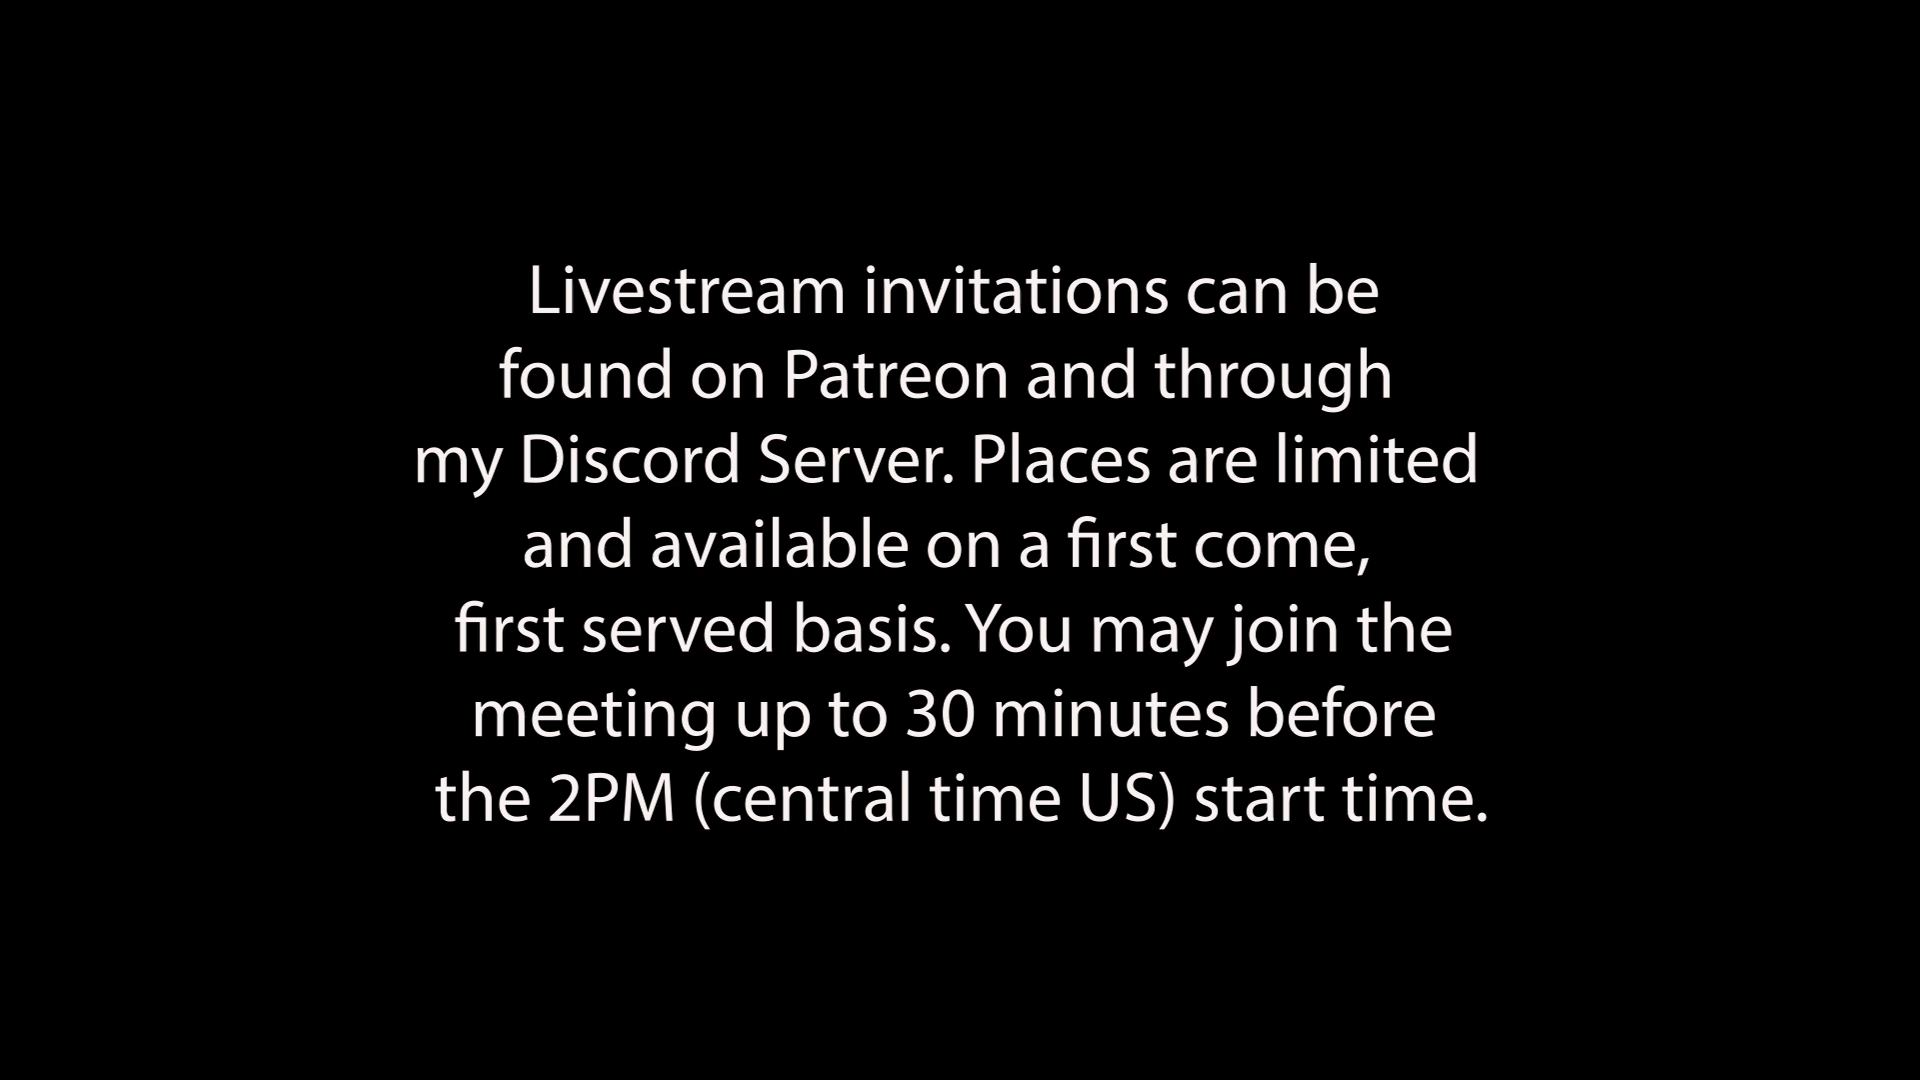 Livestream invitations can be
found on Patreon and through
my Discord Server. Places are limited
and available on a first come,
first served basis. You may join the
meeting up to 30 minutes before
the 2PM (central time US) start time.